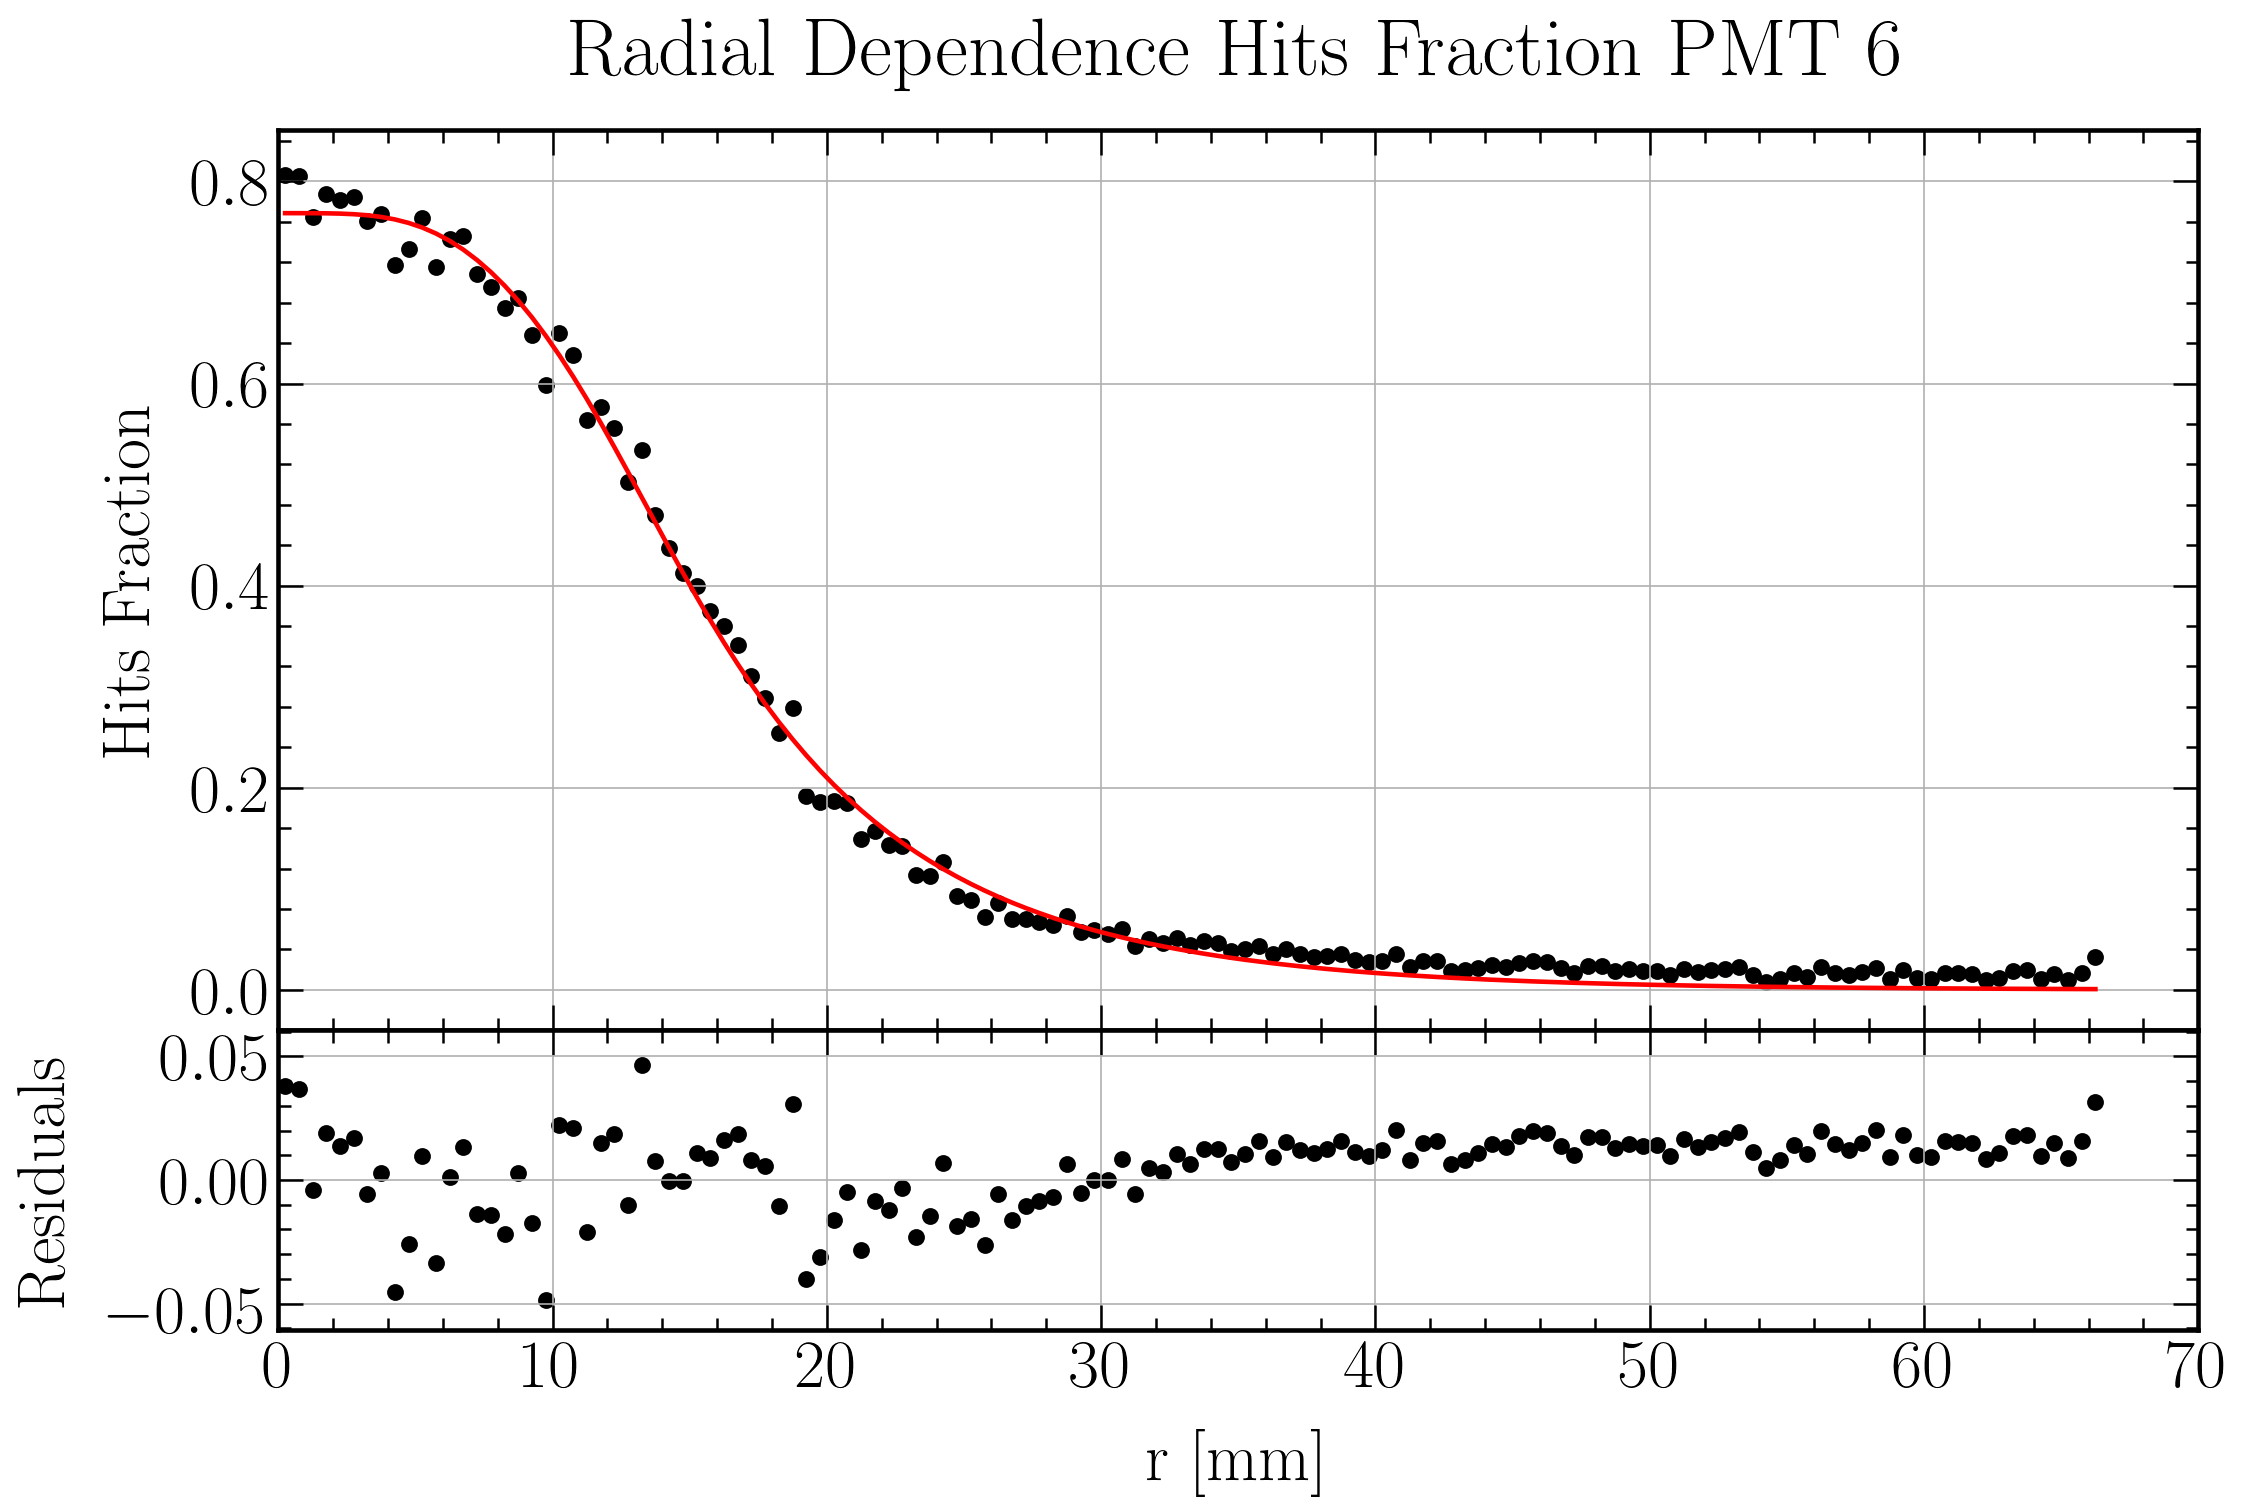 Radial Dependence Hits Fraction PMT 6
Hits Fraction
0.8
0.6
0.4
0.2
0.0
Residuals
0.05
0.00
−0.05
0 10 20 30 40 50 60 70
r [mm]